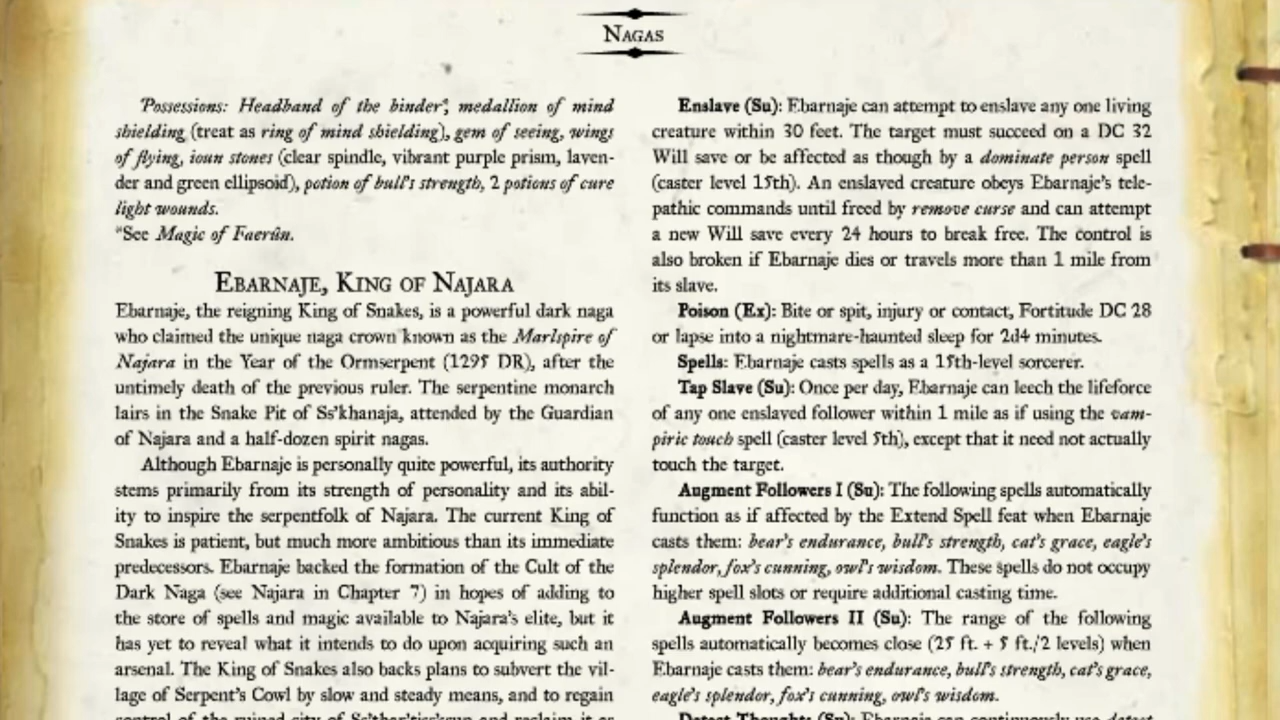 Nagas
Possessions: Headband of the binder*, medallion of mind
shielding (treat as ring of mind shielding), gem of seeing, wings
of flying, ioun stones (clear spindle, vibrant purple prism, laven-
der and green ellipsoid), potion of bull's strength, 2 potions of cure
light wounds.
*See Magic of Faerûn.
Ebarnaje, King of Najara
Ebarnaje, the reigning King of Snakes, is a powerful dark naga
who claimed the unique naga crown known as the Marlspire of
Najara in the Year of the Ormserpent (1295 DR), after the
untimely death of the previous ruler. The serpentine monarch
lairs in the Snake Pit of Ss'khanaja, attended by the Guardian
of Najara and a half-dozen spirit nagas.
Although Ebarnaje is personally quite powerful, its authority
stems primarily from its strength of personality and its abil-
ity to inspire the serpentfolk of Najara. The current King of
Snakes is patient, but much more ambitious than its immediate
predecessors. Ebarnaje backed the formation of the Cult of the
Dark Naga (see Najara in Chapter 7) in hopes of adding to
the store of spells and magic available to Najara's elite, but it
has yet to reveal what it intends to do upon acquiring such an
arsenal. The King of Snakes also backs plans to subvert the vil-
lage of Serpent's Cowl by slow and steady means, and to regain
control of the ruined city of and reclaim it as
Enslave (Su): Ebarnaje can attempt to enslave any one living
creature within 30 feet. The target must succeed on a DC 32
Will save or be affected as though by a dominate person spell
(caster level 15th). An enslaved creature obeys Ebarnaje's tele-
pathic commands until freed by remove curse and can attempt
a new Will save every 24 hours to break free. The control is
also broken if Ebarnaje dies or travels more than 1 mile from
its slave.
Poison (Ex): Bite or spit, injury or contact, Fortitude DC 28
or lapse into a nightmare-haunted sleep for 2d4 minutes.
Spells: Ebarnaje casts spells as a 15th-level sorcerer.
Tap Slave (Su): Once per day, Ebarnaje can leech the lifeforce
of any one enslaved follower within 1 mile as if using the vam-
piric touch spell (caster level 5th), except that it need not actually
touch the target.
Augment Followers I (Su): The following spells automatically
function as if affected by the Extend Spell feat when Ebarnaje
casts them: bear's endurance, bull's strength, cat's grace, eagle's
splendor, fox's cunning, owl's wisdom. These spells do not occupy
higher spell slots or require additional casting time.
Augment Followers II (Su): The range of the following
spells automatically becomes close (25 ft. + 5 ft./2 levels) when
Ebarnaje casts them: bear's endurance, bull's strength, cat's grace,
eagle's splendor, fox's cunning, owl's wisdom.
Detect Thoughts (Su): Ebarnaje can continuously use detect